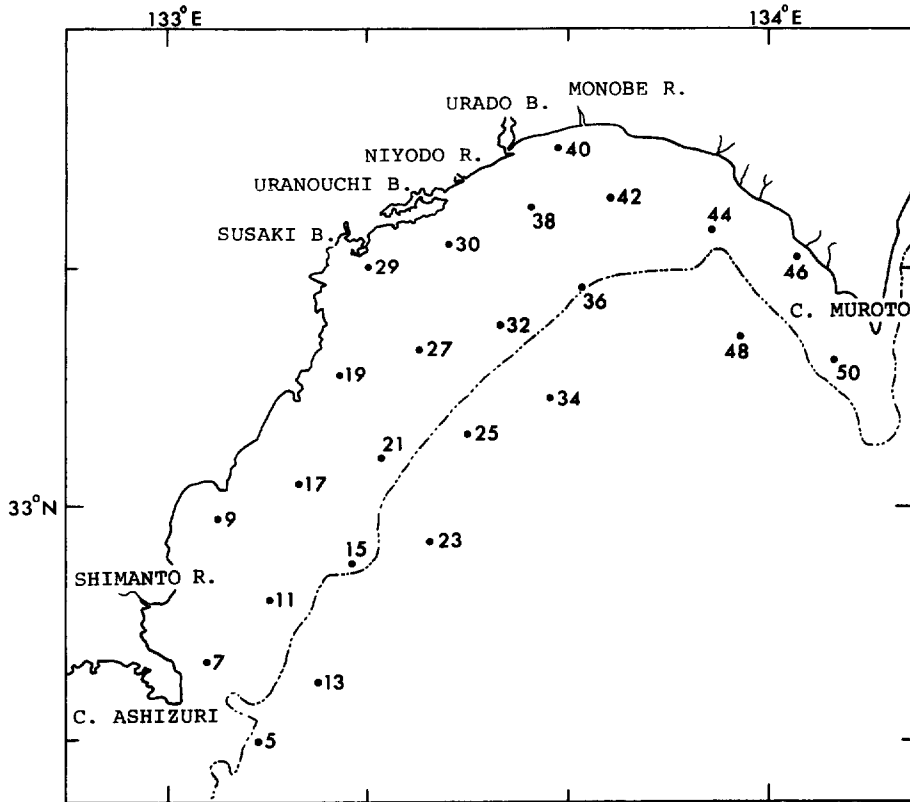 133°E
134°E
MONOBE R.
URADO B.
40
NIYODO R.
URANOUCHI B.
42
38
44
SUSAKI B.
30
29
46
36
C. MUROTO
32
48
27
50
19
34
21
25
17
33°N
9
23
15
SHIMANTO R.
11
7
13
C. ASHIZURI
5